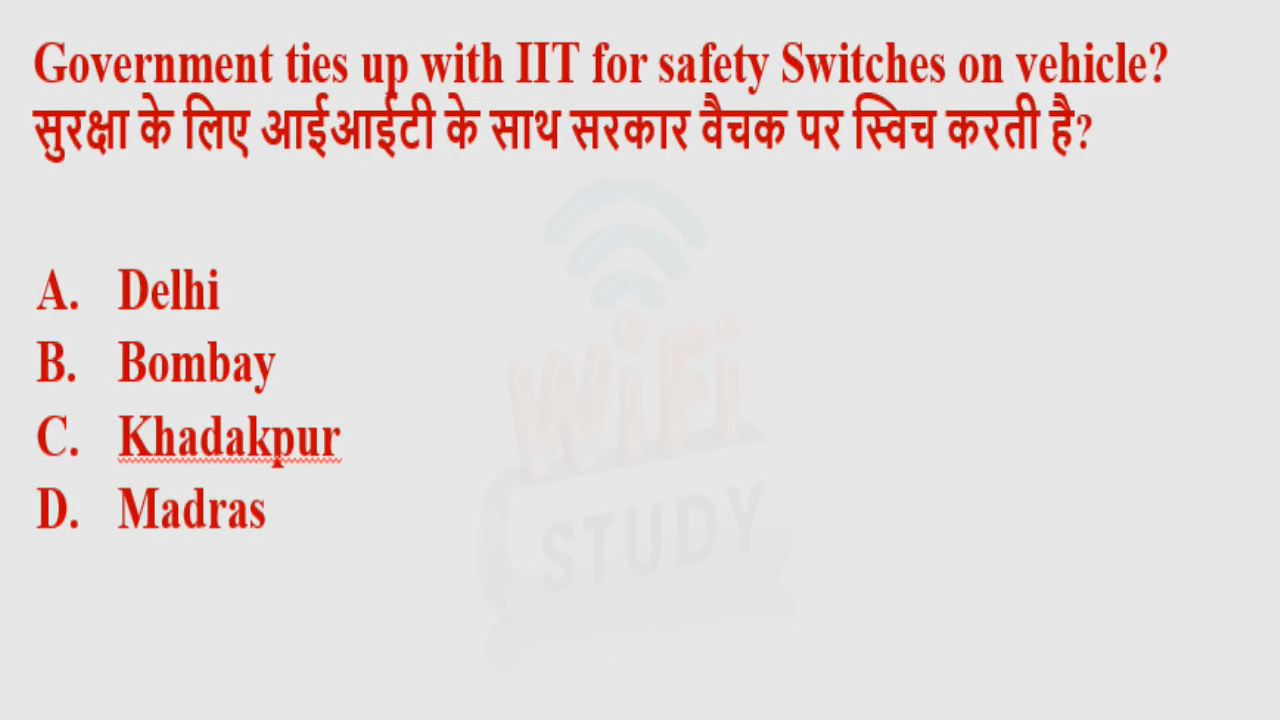 Government ties up with IIT for safety Switches on vehicle?
सुरक्षा के लिए आईआईटी के साथ सरकार वैचक पर स्विच करती है?
A. Delhi
B. Bombay
C. Khadakpur
D. Madras
WiFi
STUDY